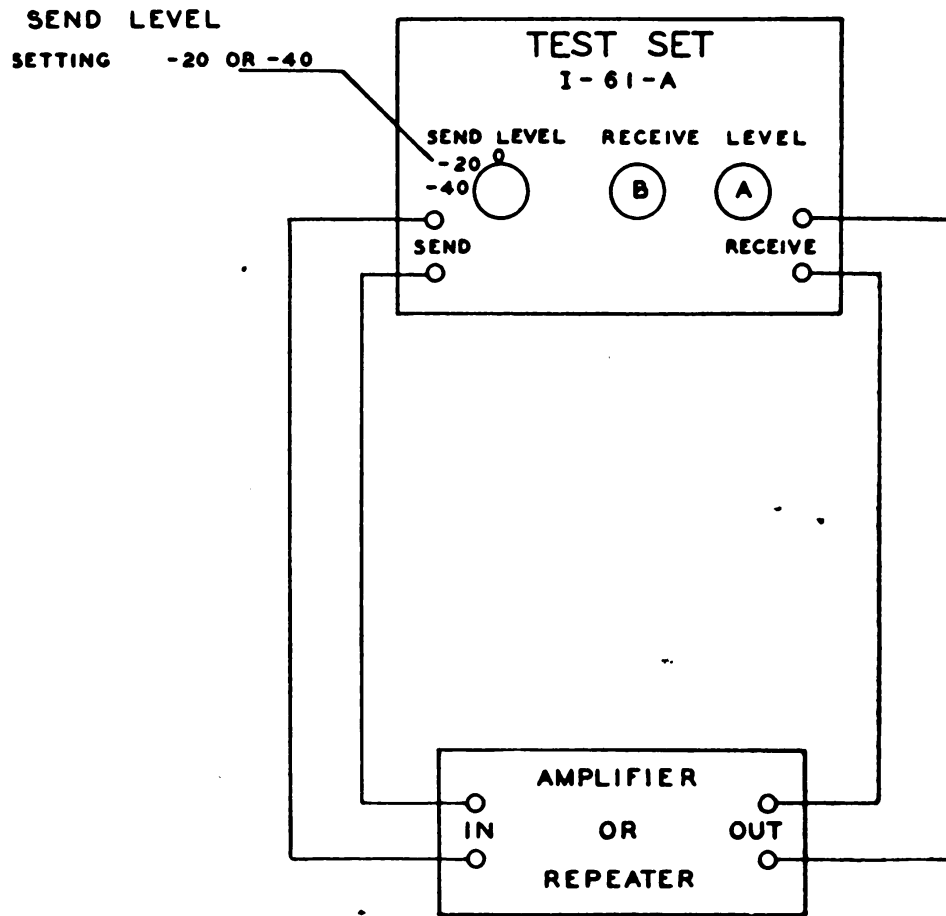 SEND LEVEL
SETTING -20 OR -40
TEST SET
I-61-A
SEND LEVEL RECEIVE LEVEL
0
-20
-40
B A
SEND RECEIVE
AMPLIFIER
IN OR OUT
REPEATER